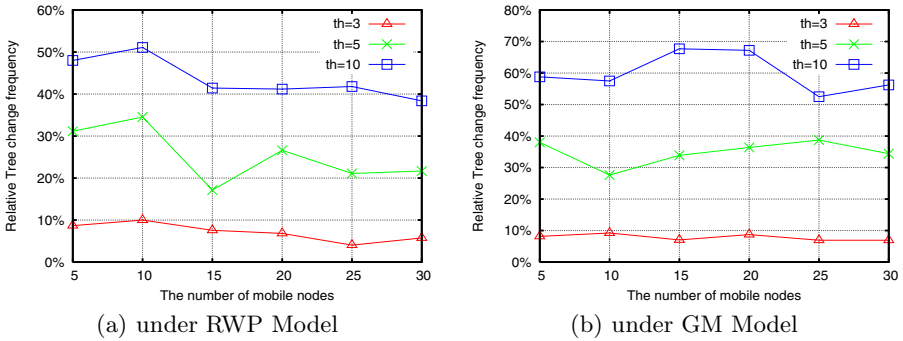 60%
50%
40%
30%
20%
10%
0%
5
10
15
20
25
30
Relative Tree change frequency
The number of mobile nodes
th=3
th=5
th=10
(a) under RWP Model
80%
70%
60%
50%
40%
30%
20%
10%
0%
5
10
15
20
25
30
Relative Tree change frequency
The number of mobile nodes
th=3
th=5
th=10
(b) under GM Model